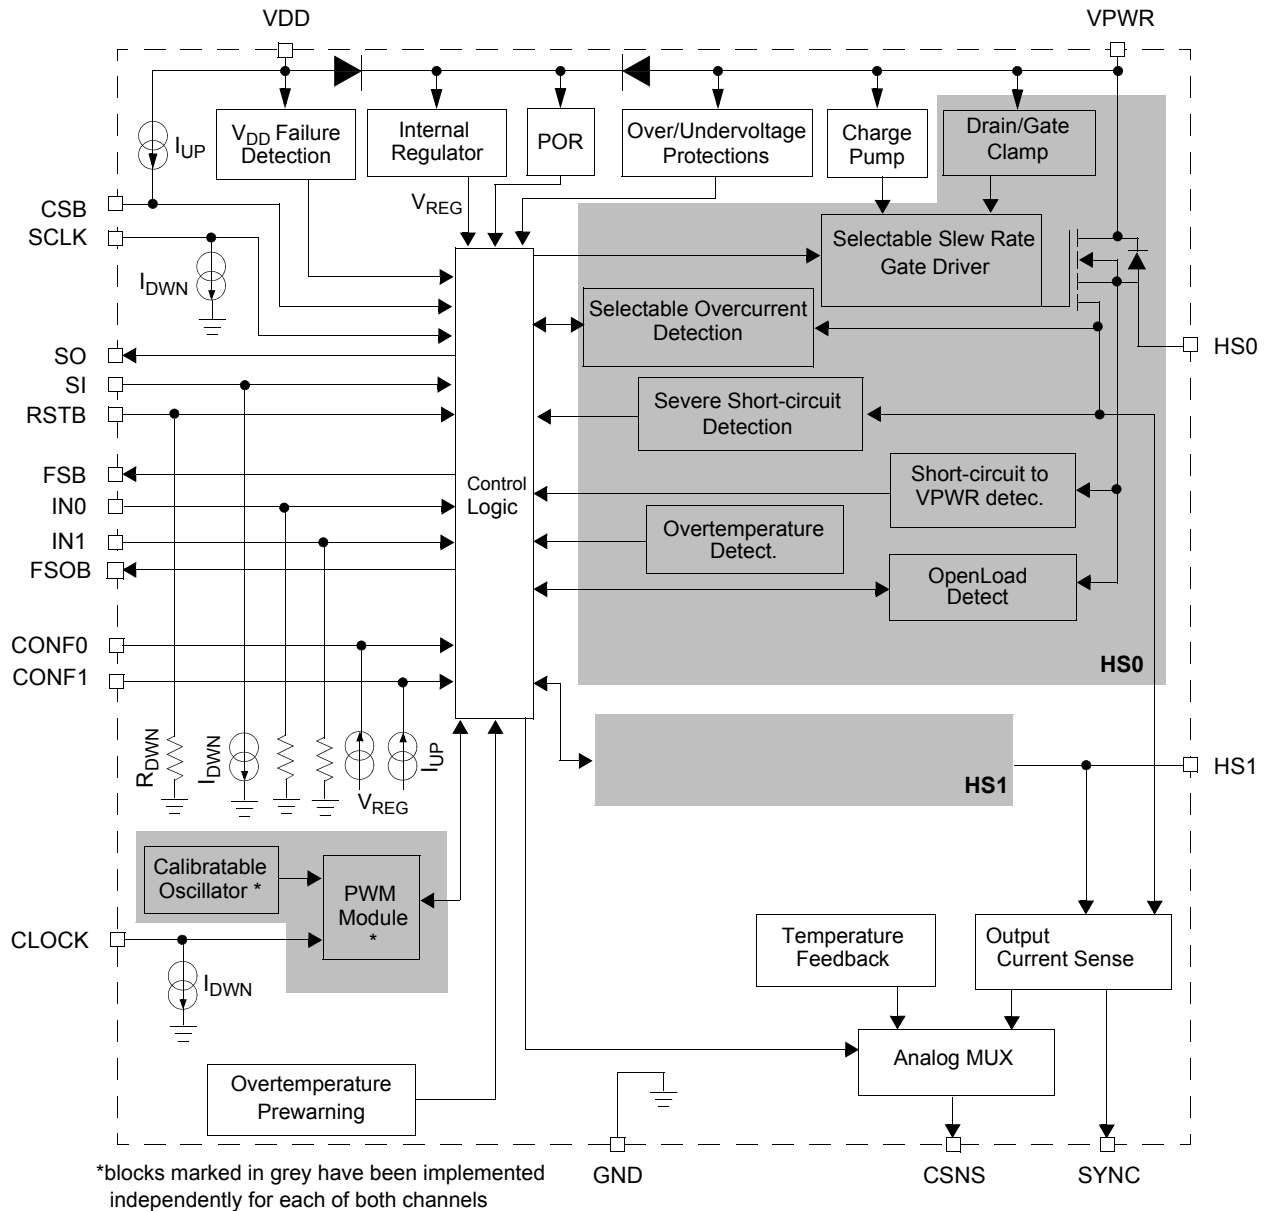 VDD
VPWR
VDD Failure
Detection
Internal
Regulator
POR
Over/Undervoltage
Protections
Charge
Pump
Drain/Gate
Clamp
IUP
VREG
CSB
SCLK
IDWN
Selectable Slew Rate
Gate Driver
Selectable Overcurrent
Detection
SO
SI
RSTB
HS0
Severe Short-circuit
Detection
FSB
IN0
IN1
FSOB
Control
Logic
Short-circuit to
VPWR detec.
Overtemperature
Detect.
OpenLoad
Detect
CONF0
CONF1
HS0
RDWN
IDWN
VREG
IUP
HS1
HS1
Calibratable
Oscillator *
PWM
Module
*
CLOCK
IDWN
Temperature
Feedback
Output
Current Sense
Analog MUX
Overtemperature
Prewarning
GND
CSNS
SYNC
*blocks marked in grey have been implemented
independently for each of both channels